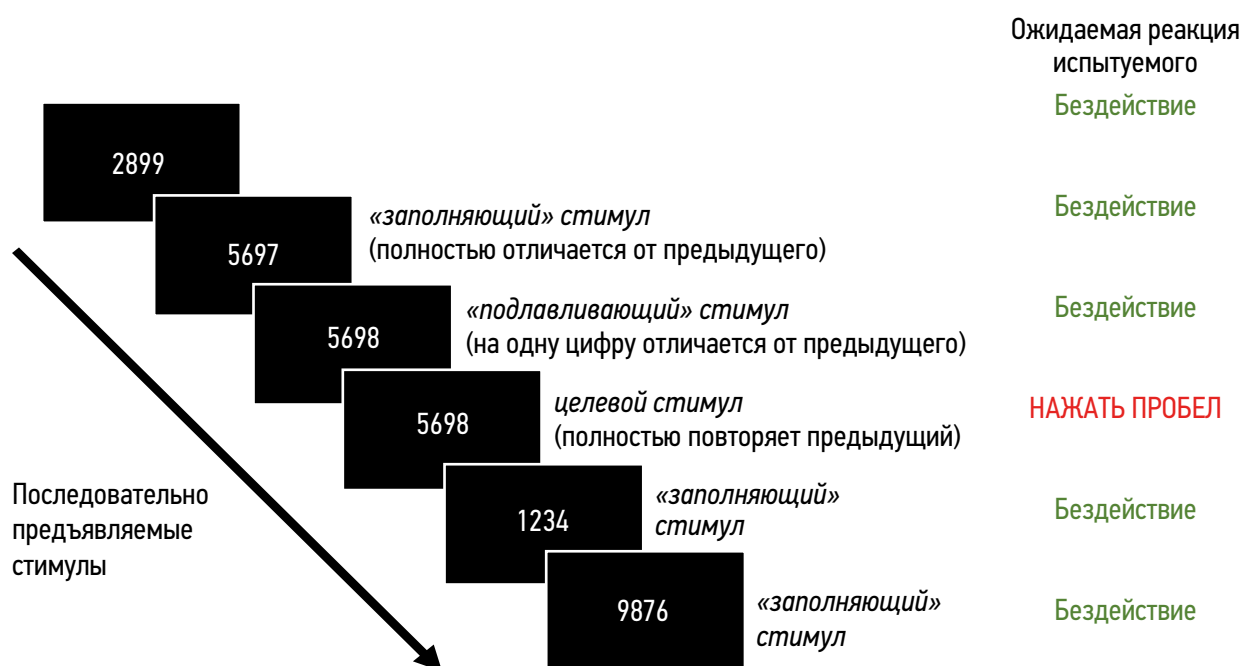 Ожидаемая реакция
испытуемого
Бездействие
2899
Бездействие
«заполняющий» стимул
(полностью отличается от предыдущего)
5697
Бездействие
«подлавливающий» стимул
(на одну цифру отличается от предыдущего)
5698
НАЖАТЬ ПРОБЕЛ
целевой стимул
(полностью повторяет предыдущий)
5698
Последовательно
предъявляемые
стимулы
«заполняющий»
стимул
1234
Бездействие
9876
«заполняющий»
стимул
Бездействие